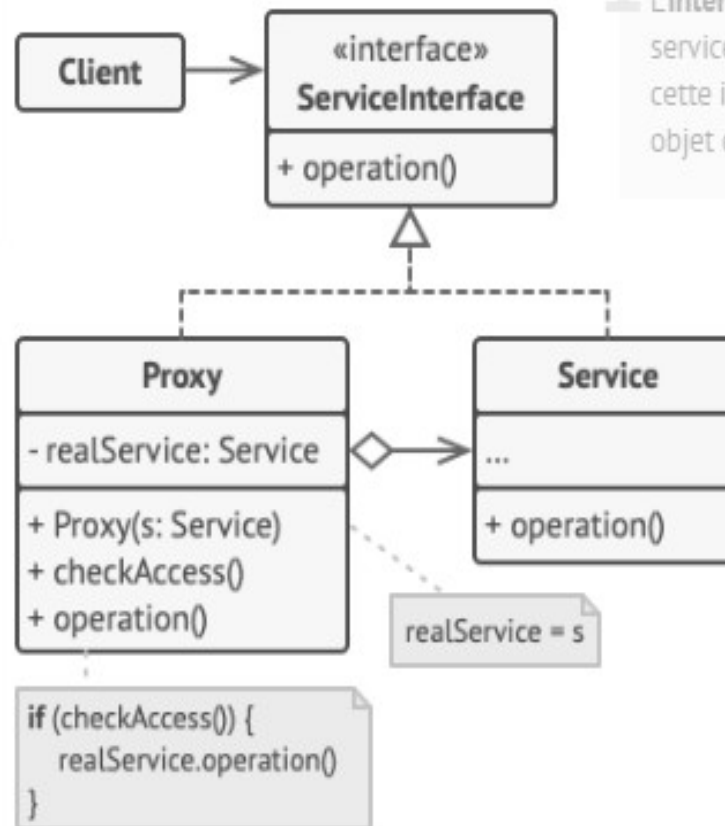 Client
«interface»
ServiceInterface
+ operation()
service
cette
objet
Proxy
- realService: Service
+ Proxy(s: Service)
+ checkAccess()
+ operation()
Service
...
+ operation()
realService = s
if (checkAccess()) {
realService.operation()
}